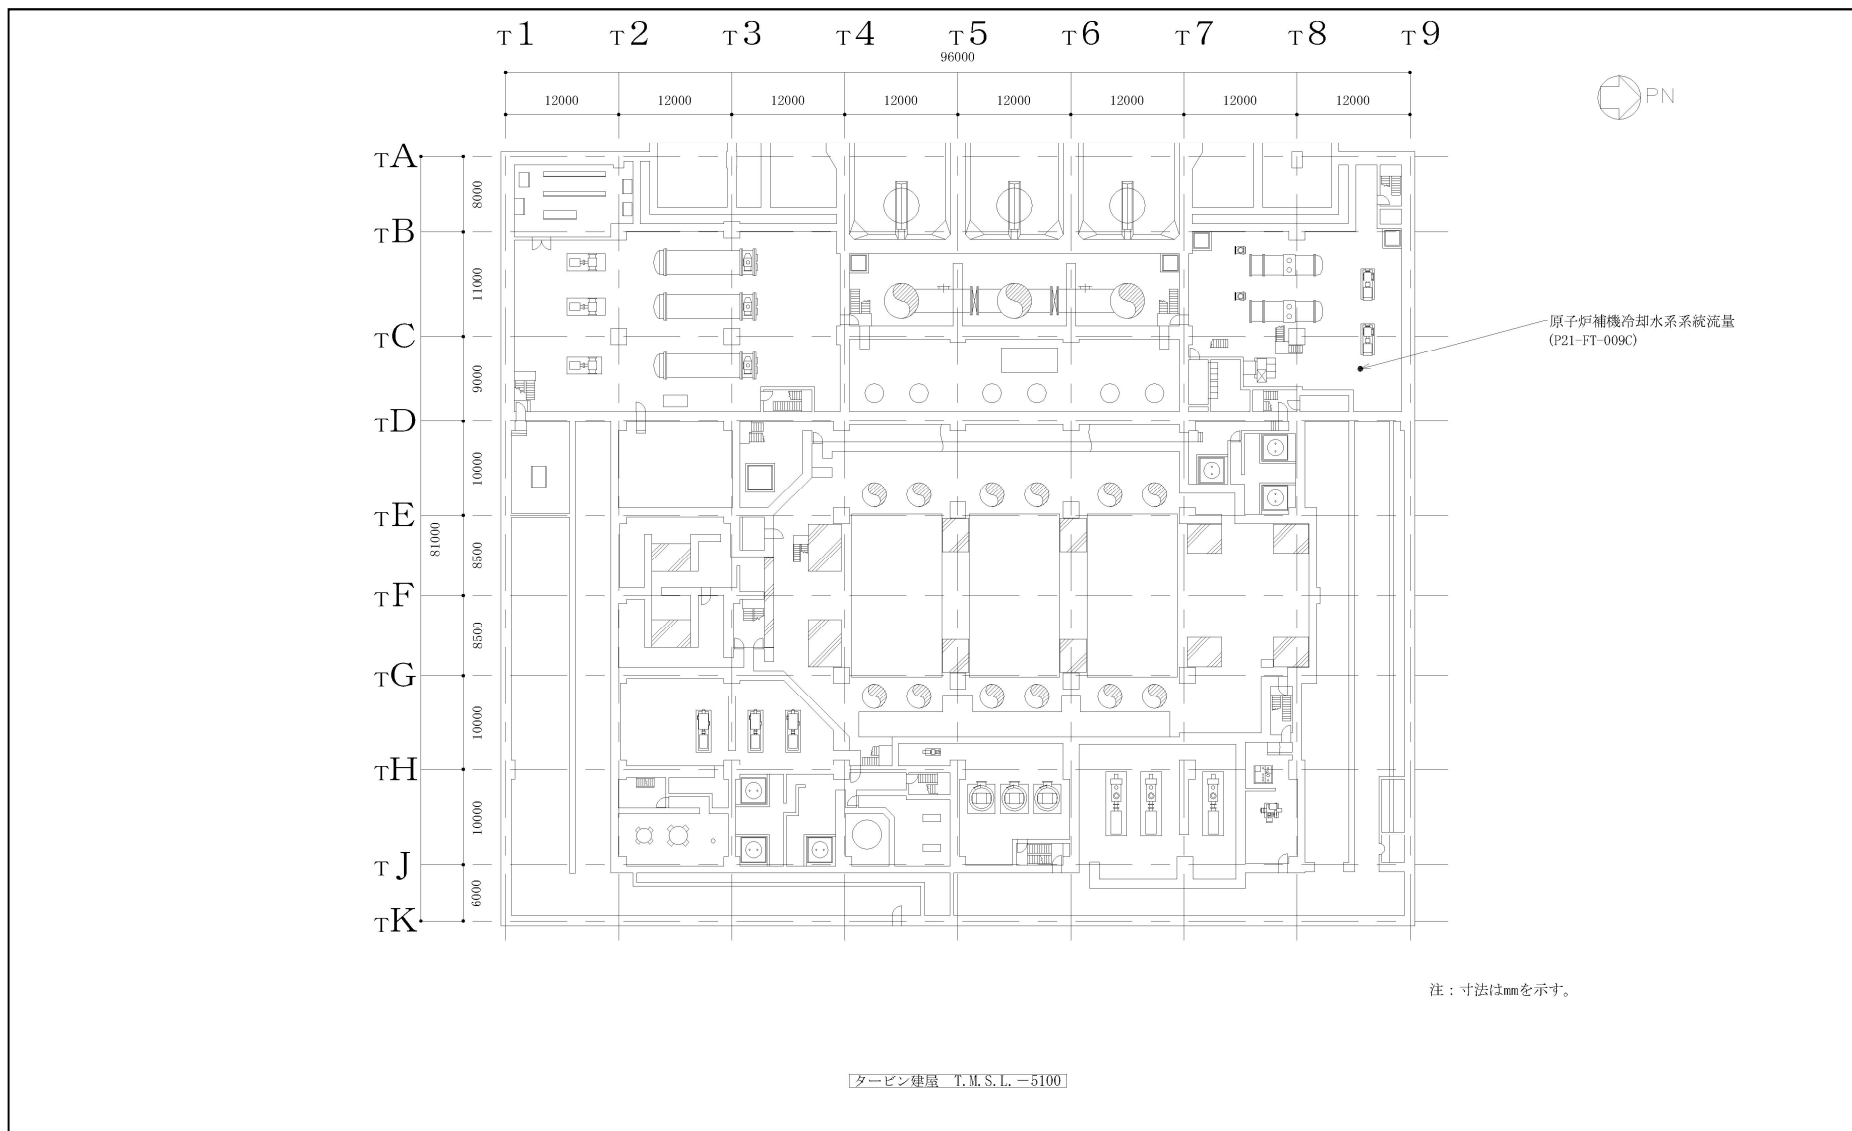 T1 T2 T3 T4 T5 T6 T7 T8 T9
96000
12000 12000 12000 12000 12000 12000 12000 12000
PN
TA
8000
TB
11000
TC
原子炉補機冷却水系系統流量
(P21-FT-009C)
9000
TD
10000
TE
81000
8500
TF
8500
TG
10000
TH
10000
TJ
6000
TK
注：寸法はmmを示す。
タービン建屋 T.M.S.L.－5100